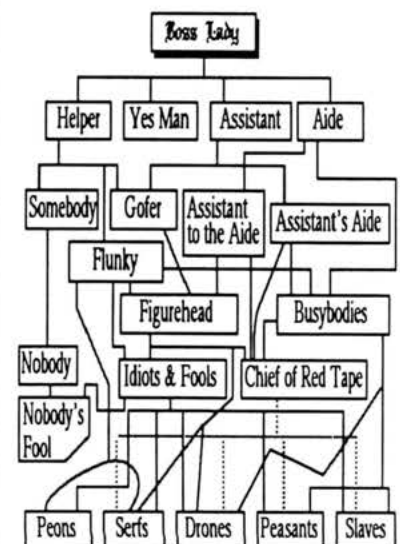 Boss Lady
Helper
Yes Man
Assistant
Aide
Somebody
Gofer
Assistant
to the Aide
Assistant's Aide
Flunky
Figurehead
Busybodies
Nobody
Idiots & Fools
Chief of Red Tape
Nobody's
Fool
Peons
Serfs
Drones
Peasants
Slaves